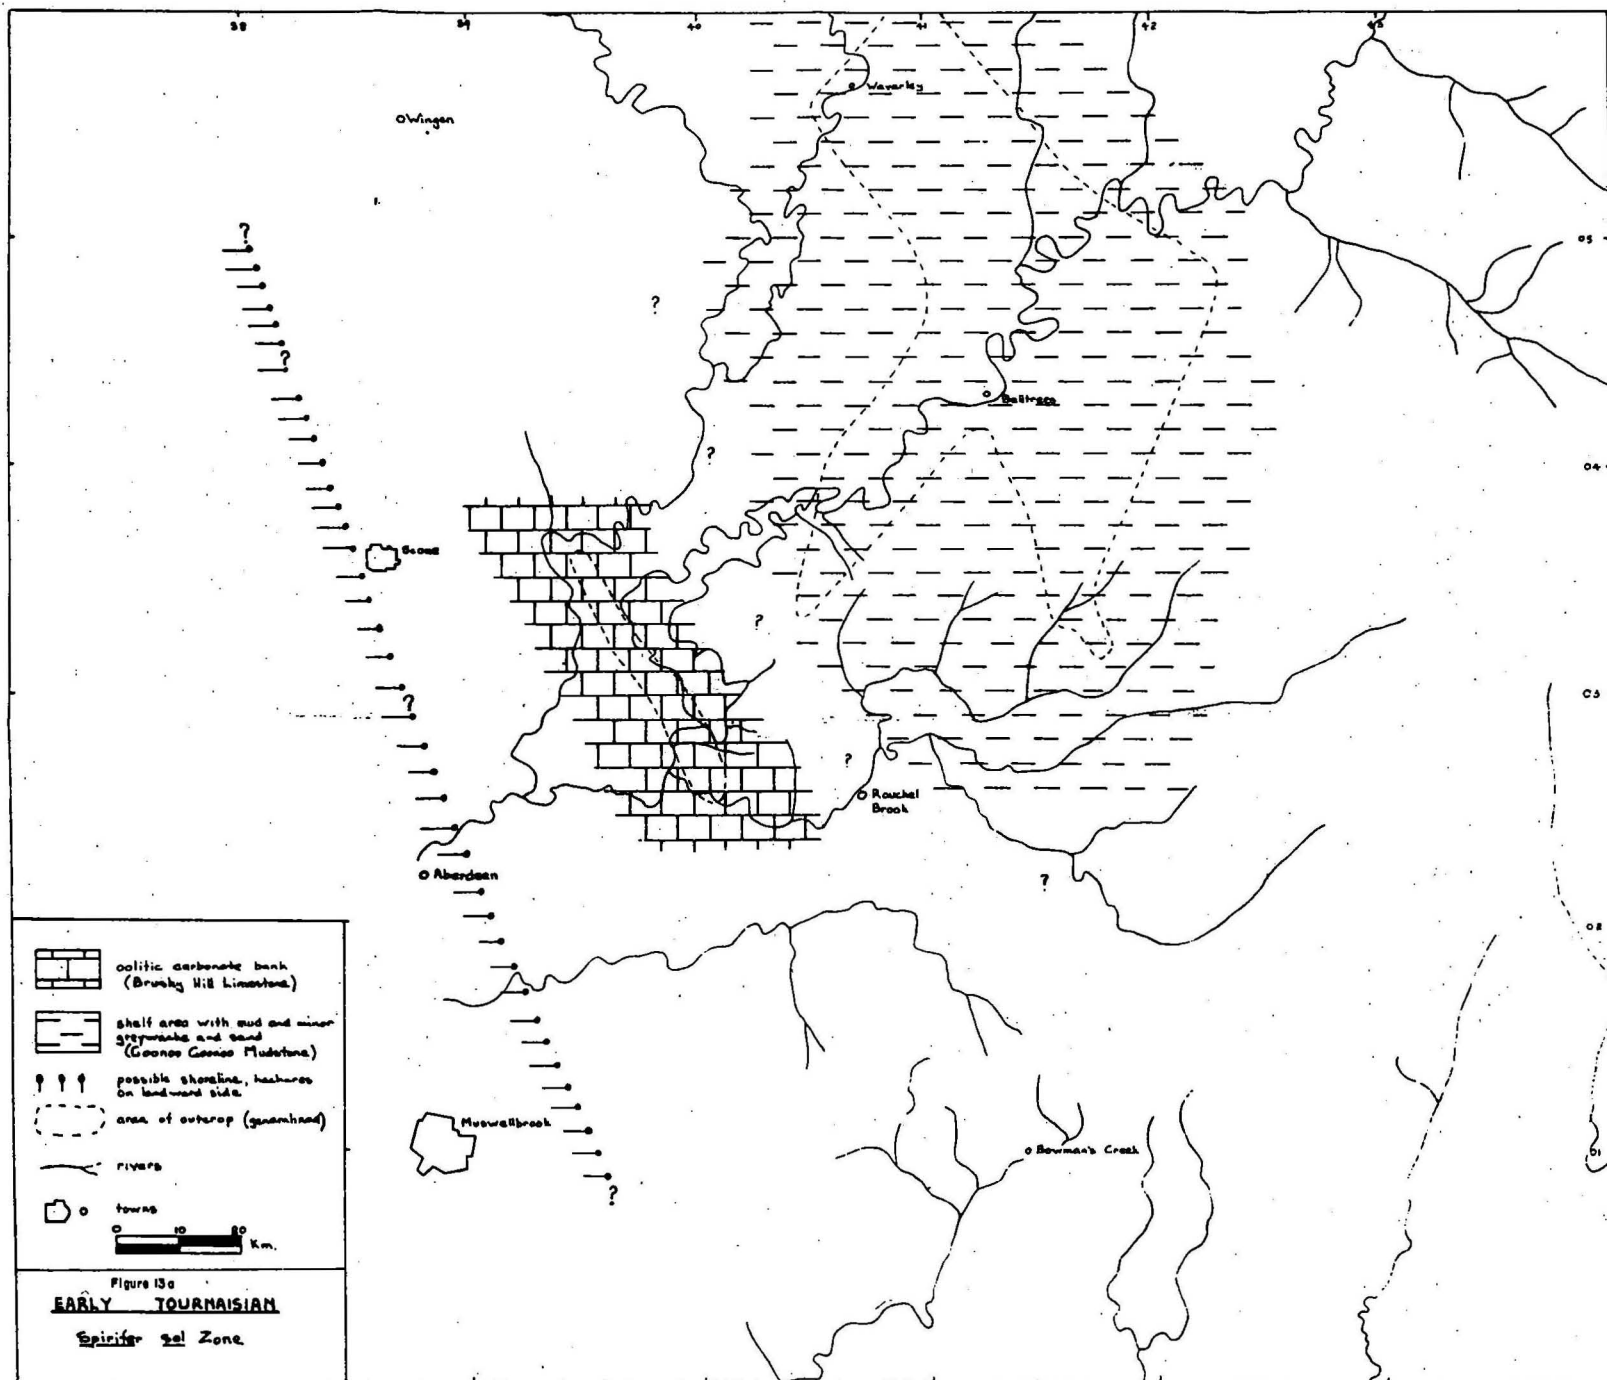 38 39 40 41 42 43
Waverley
Wingen
?
05
?
?
Belltrees
?
04
Scone
?
?
03
?
Rouchel
Brook
Aberdeen
?
02
oolitic carbonate bank
(Brushy Hill Limestone)
shelf area with mud and minor
greywacke and sand
(Goonoo Goonoo Mudstone)
possible shoreline, hachures
on landward side
area of outcrop (generalised)
Muswellbrook
Bowman's Creek
01
rivers
?
towns
0 10 20
Km.
Figure 13a
EARLY TOURNAISIAN
Spirifer sol Zone